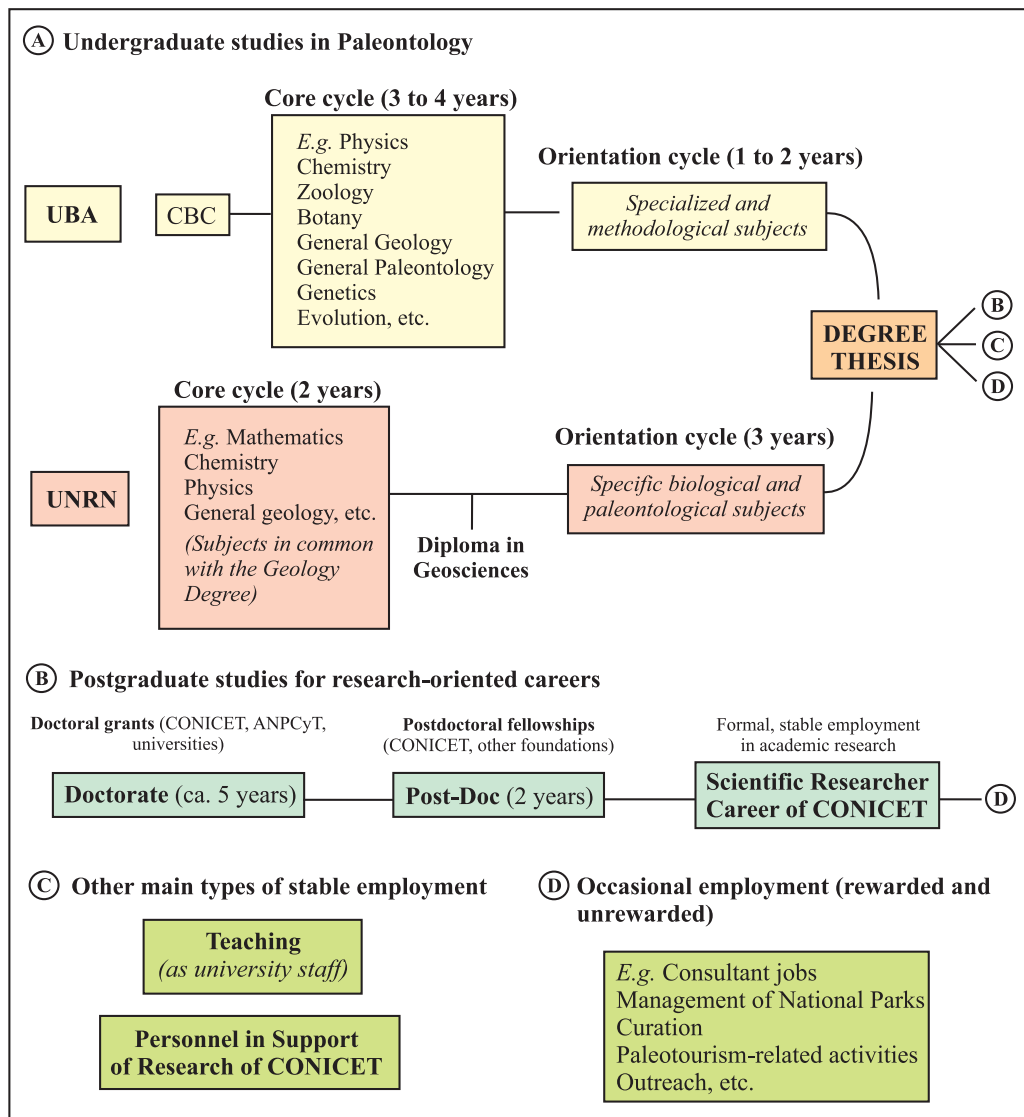 A Undergraduate studies in Paleontology
Core cycle (3 to 4 years)
E.g. Physics
Chemistry
Zoology
Botany
General Geology
General Paleontology
Genetics
Evolution, etc.
UBA
CBC
Orientation cycle (1 to 2 years)
Specialized and
methodological subjects
DEGREE
THESIS
B
C
D
Core cycle (2 years)
E.g. Mathematics
Chemistry
Physics
General geology, etc.
(Subjects in common
with the Geology
Degree)
UNRN
Diploma in
Geosciences
Orientation cycle (3 years)
Specific biological and
paleontological subjects
B Postgraduate studies for research-oriented careers
Doctoral grants (CONICET, ANPCyT,
universities)
Doctorate (ca. 5 years)
Postdoctoral fellowships
(CONICET, other foundations)
Post-Doc (2 years)
Formal, stable employment
in academic research
Scientific Researcher
Career of CONICET
D
C Other main types of stable employment
Teaching
(as university staff)
Personnel in Support
of Research of CONICET
D Occasional employment (rewarded and
unrewarded)
E.g. Consultant jobs
Management of National Parks
Curation
Paleotourism-related activities
Outreach, etc.